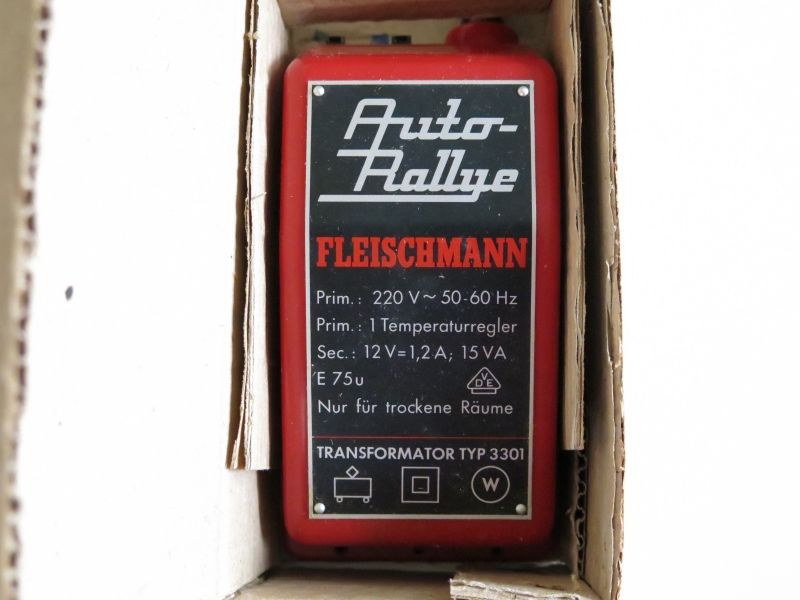 Auto-
Rallye
FLEISCHMANN
Prim.: 220 V ~ 50-60 Hz
Prim.: 1 Temperaturregler
Sec.: 12 V = 1,2 A; 15 VA
E 75u
VDE
Nur für trockene Räume
TRANSFORMATOR TYP 3301
W